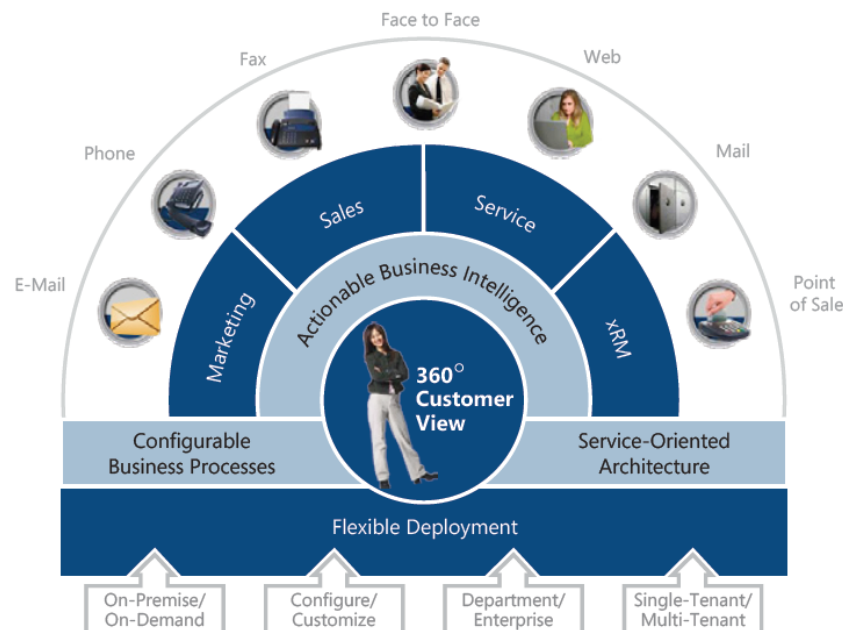 Face to Face
Fax
Web
Phone
Mail
E-Mail
Point
of Sale
Sales
Service
Marketing
xRM
Actionable Business Intelligence
360°
Customer
View
Configurable
Business Processes
Service-Oriented
Architecture
Flexible Deployment
On-Premise/
On-Demand
Configure/
Customize
Department/
Enterprise
Single-Tenant/
Multi-Tenant